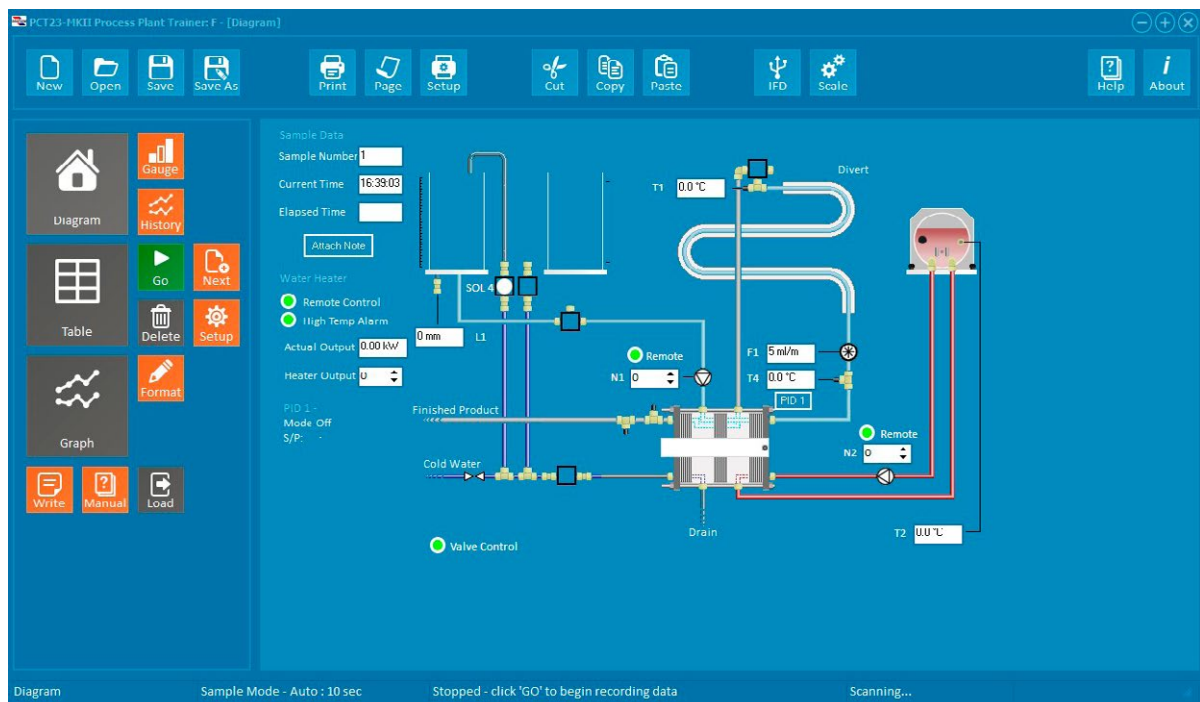 PCT23-MKII Process Plant Trainer: F - [Diagram]
New Open Save Save As Print Page Setup Cut Copy Paste IFD Scale Help About
Diagram
Gauge
History
Table
Go
Next
Delete
Setup
Graph
Format
Write
Manual
Load
Sample Data
Sample Number 1
Current Time 16:39:03
Elapsed Time
Attach Note
Water Heater
Remote Control
High Temp Alarm
Actual Output 0.00 kW
Heater Output 0
PID 1 -
Mode Off
S/P: -
SOL 4
0 mm L1
T1 0.0 °C
Divert
Remote
N1 0
F1 5 ml/m
T4 0.0 °C
PID 1
Finished Product
Cold Water
Remote
N2 0
Drain
T2 0.0 °C
Valve Control
Diagram Sample Mode - Auto : 10 sec Stopped - click 'GO' to begin recording data Scanning...